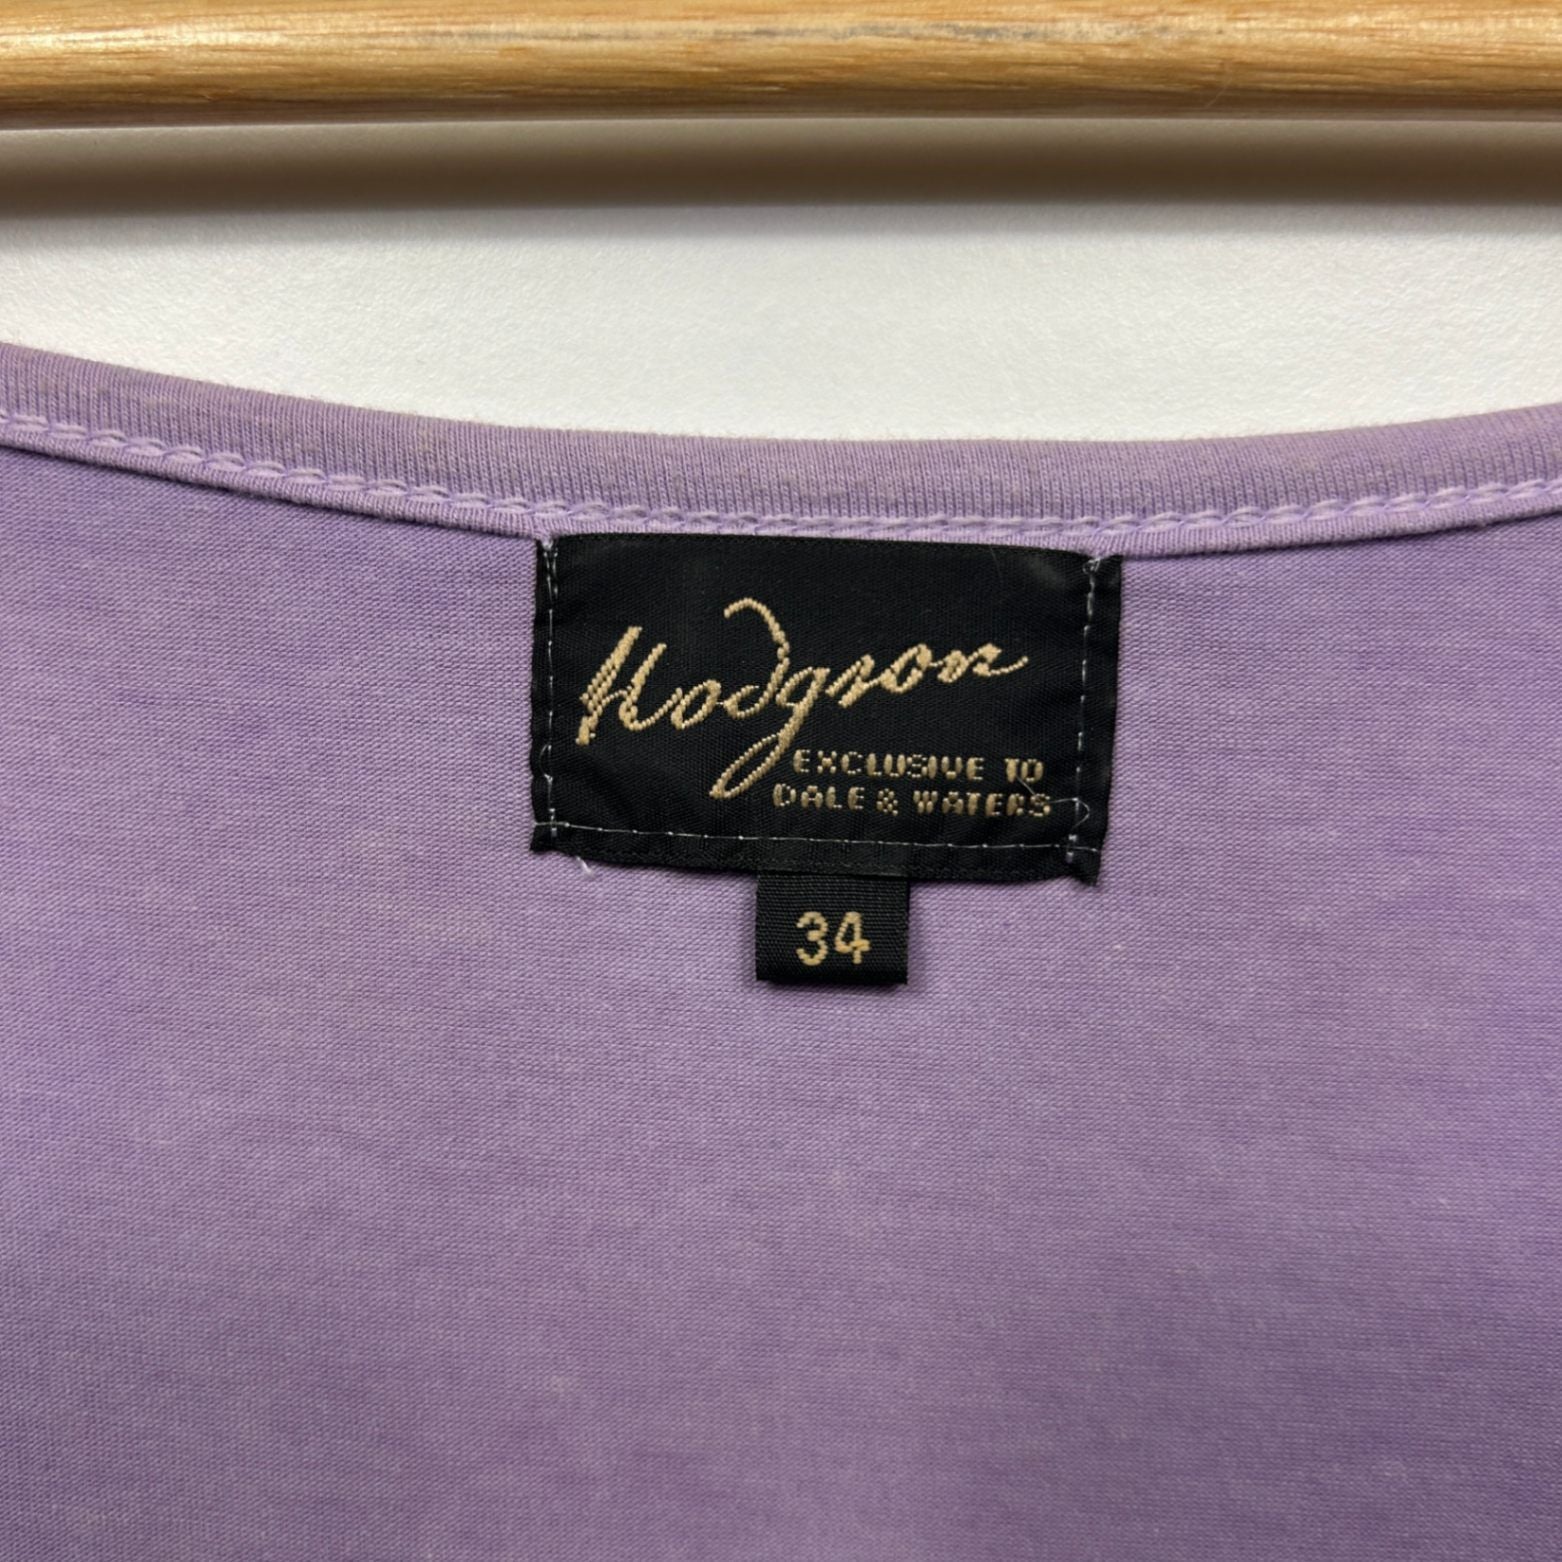 Hodgson
EXCLUSIVE TO
DALE & WATERS
34